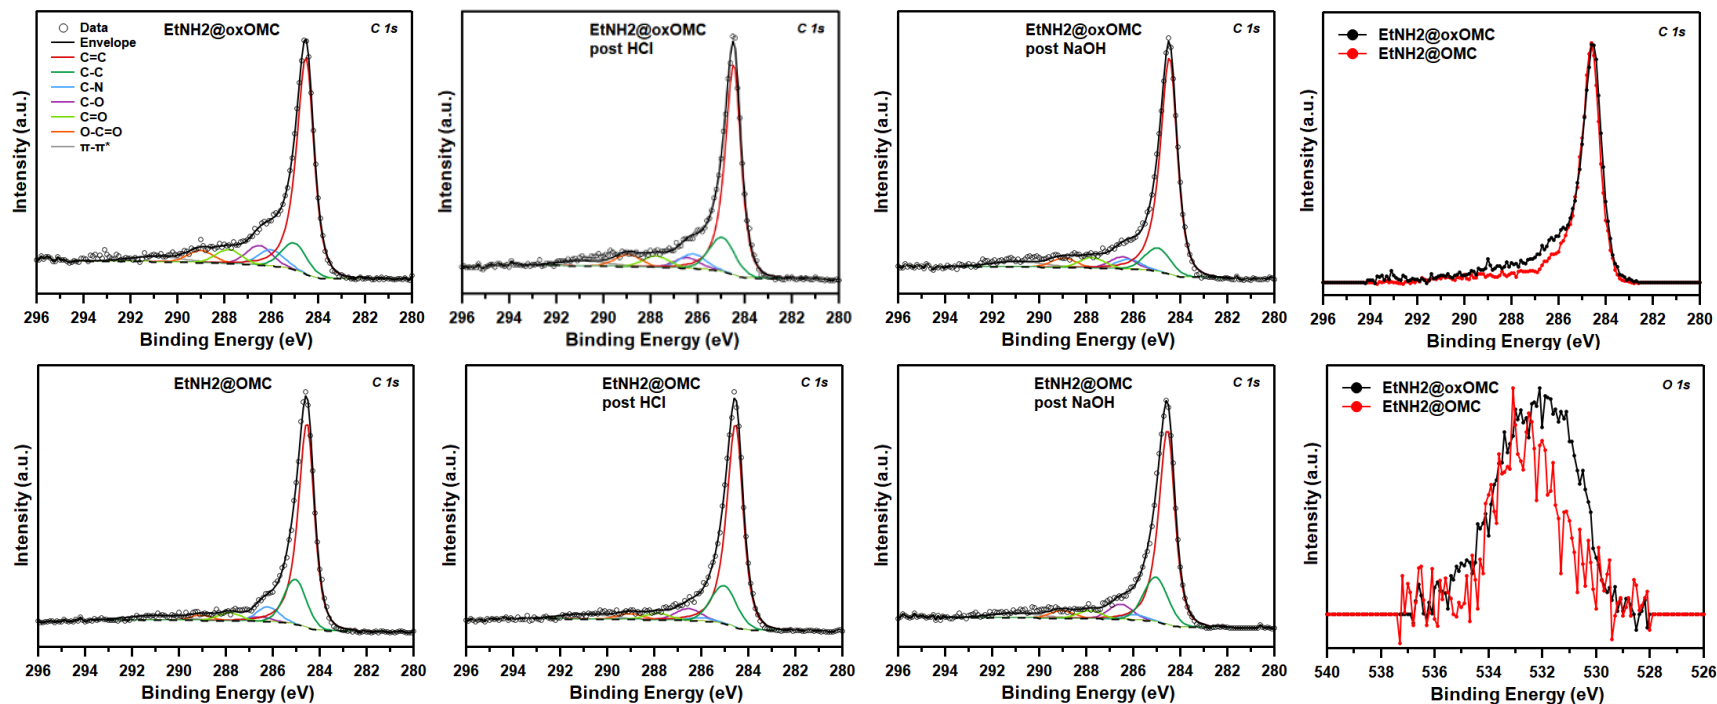 EtNH2@oxOMC
C 1s
Data
Envelope
C=C
C-C
C-N
C-O
C=O
O-C=O
π-π*
Intensity (a.u.)
296 294 292 290 288 286 284 282 280
Binding Energy (eV)
EtNH2@oxOMC
post HCl
C 1s
Intensity (a.u.)
296 294 292 290 288 286 284 282 280
Binding Energy (eV)
EtNH2@oxOMC
post NaOH
C 1s
Intensity (a.u.)
296 294 292 290 288 286 284 282 280
Binding Energy (eV)
EtNH2@oxOMC
EtNH2@OMC
C 1s
Intensity (a.u.)
296 294 292 290 288 286 284 282 280
Binding Energy (eV)
EtNH2@OMC
C 1s
Intensity (a.u.)
296 294 292 290 288 286 284 282 280
Binding Energy (eV)
EtNH2@OMC
post HCl
C 1s
Intensity (a.u.)
296 294 292 290 288 286 284 282 280
Binding Energy (eV)
EtNH2@OMC
post NaOH
C 1s
Intensity (a.u.)
296 294 292 290 288 286 284 282 280
Binding Energy (eV)
EtNH2@oxOMC
EtNH2@OMC
O 1s
Intensity (a.u.)
540 538 536 534 532 530 528 526
Binding Energy (eV)